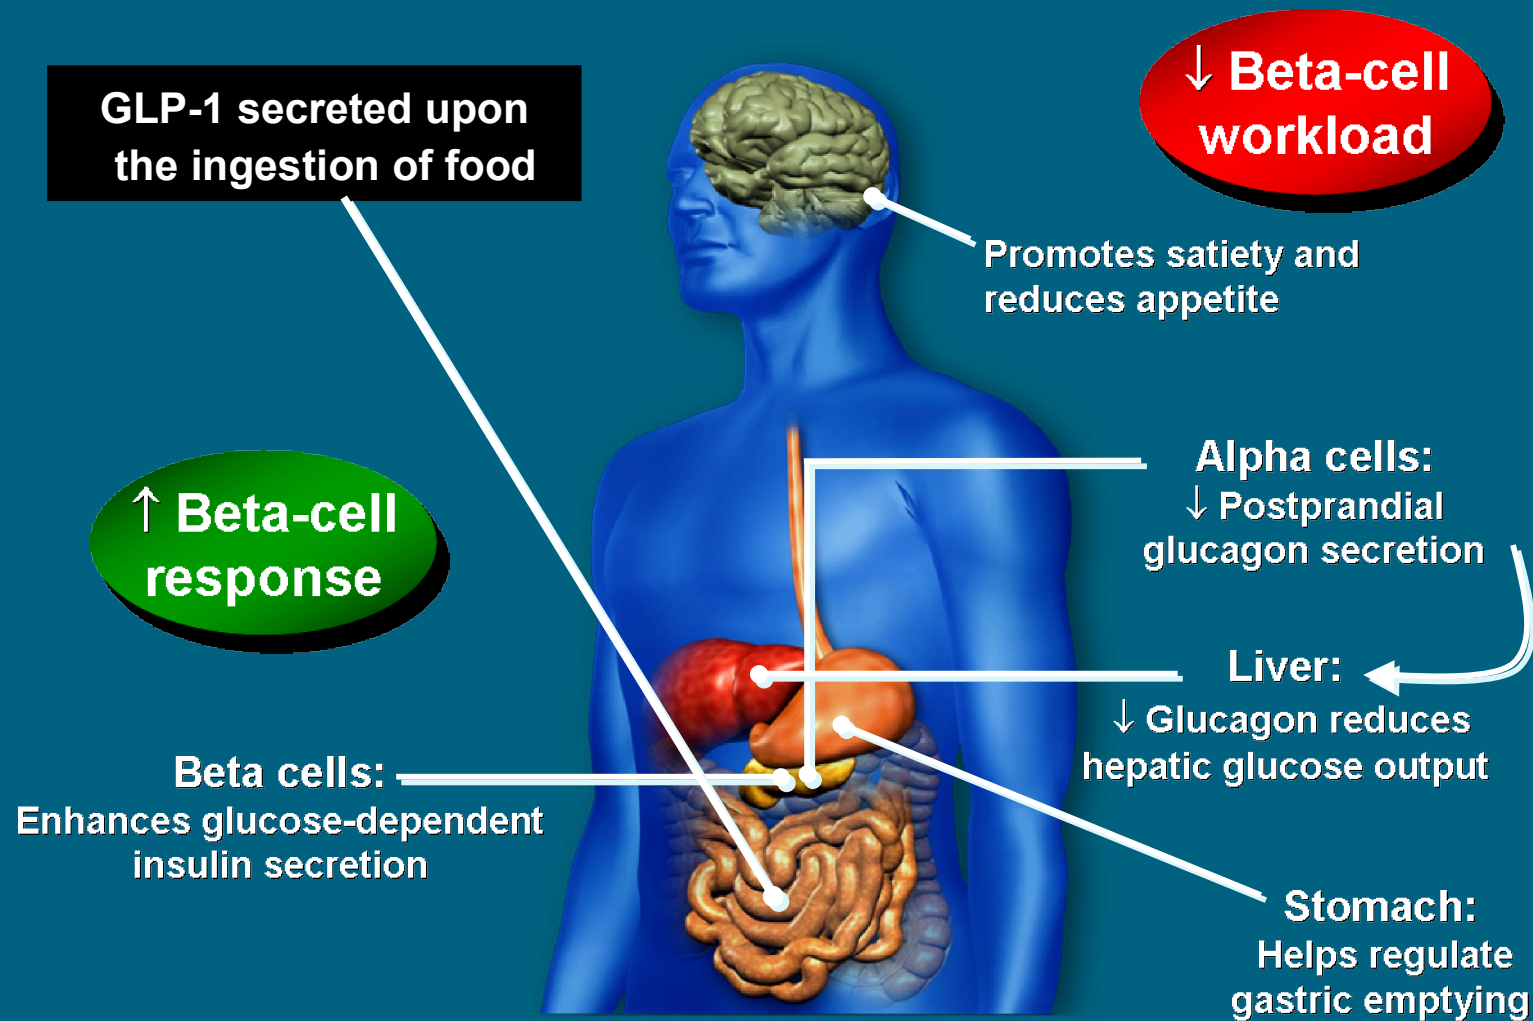 GLP-1 secreted upon
the ingestion of food
↓ Beta-cell
workload
Promotes satiety and
reduces appetite
↑ Beta-cell
response
Alpha cells:
↓ Postprandial
glucagon secretion
Liver:
↓ Glucagon reduces
hepatic glucose output
Beta cells:
Enhances glucose-dependent
insulin secretion
Stomach:
Helps regulate
gastric emptying